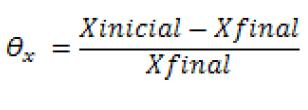 θₓ = (Xinicial − Xfinal) / Xfinal